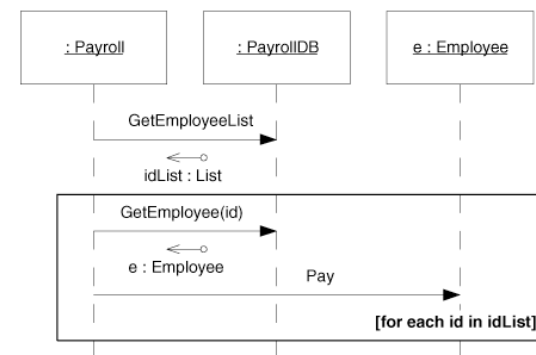 : Payroll
: PayrollDB
e : Employee
GetEmployeeList
idList : List
GetEmployee(id)
e : Employee
Pay
[for each id in idList]